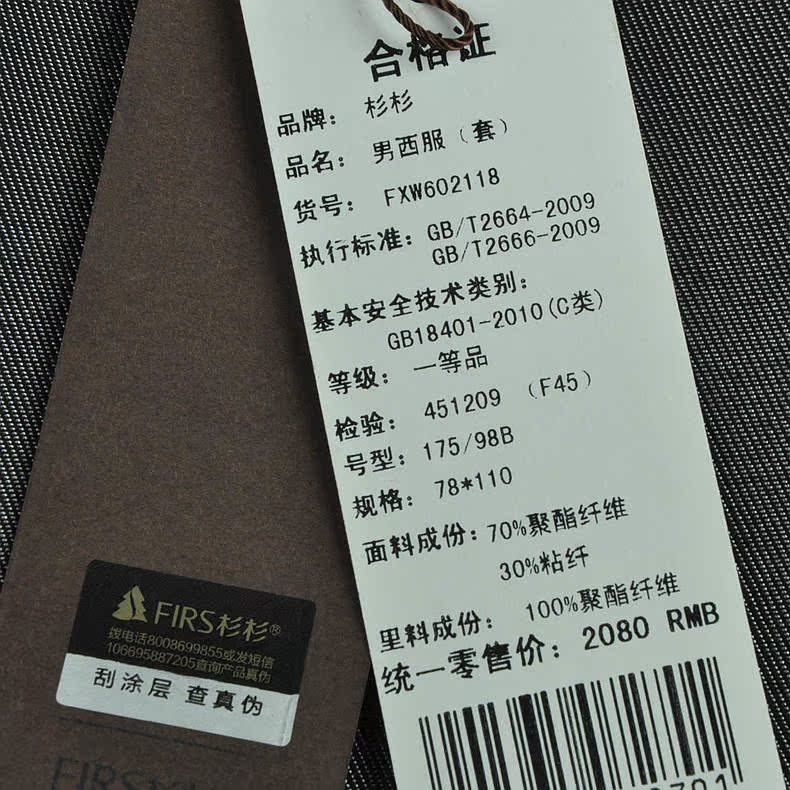 合格证
品牌： 杉杉
品名： 男西服（套）
货号： FXW602118
执行标准： GB/T2664-2009
GB/T2666-2009
基本安全技术类别：
GB18401-2010(C类)
等级： 一等品
检验： 451209 （F45）
号型： 175/98B
规格： 78*110
面料成份： 70%聚酯纤维
30%粘纤
里料成份： 100%聚酯纤维
统一零售价： 2080 RMB
FIRS杉杉®
拨电话8008699855或发短信
106695887205查询产品真伪
刮涂层 查真伪
FIRS杉杉